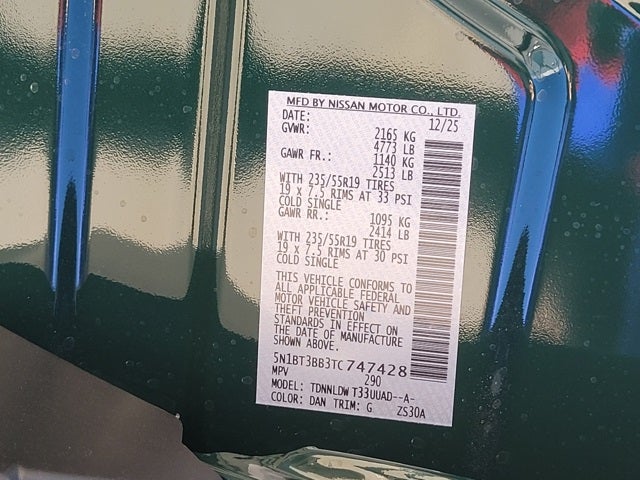 MFD BY NISSAN MOTOR CO., LTD.
DATE: 12/25
GVWR: 2165 KG
4773 LB
GAWR FR.: 1140 KG
2513 LB
WITH 235/55R19 TIRES
19 x 7.5 RIMS AT 33 PSI
COLD SINGLE
GAWR RR.: 1095 KG
2414 LB
WITH 235/55R19 TIRES
19 x 7.5 RIMS AT 30 PSI
COLD SINGLE
THIS VEHICLE CONFORMS TO
ALL APPLICABLE FEDERAL
MOTOR VEHICLE SAFETY AND
THEFT PREVENTION
STANDARDS IN EFFECT ON
THE DATE OF MANUFACTURE
SHOWN ABOVE.
5N1BT3BB3TC747428
MPV 290
MODEL: TDNNLDWT33UUAD--A-
COLOR: DAN TRIM: G ZS30A